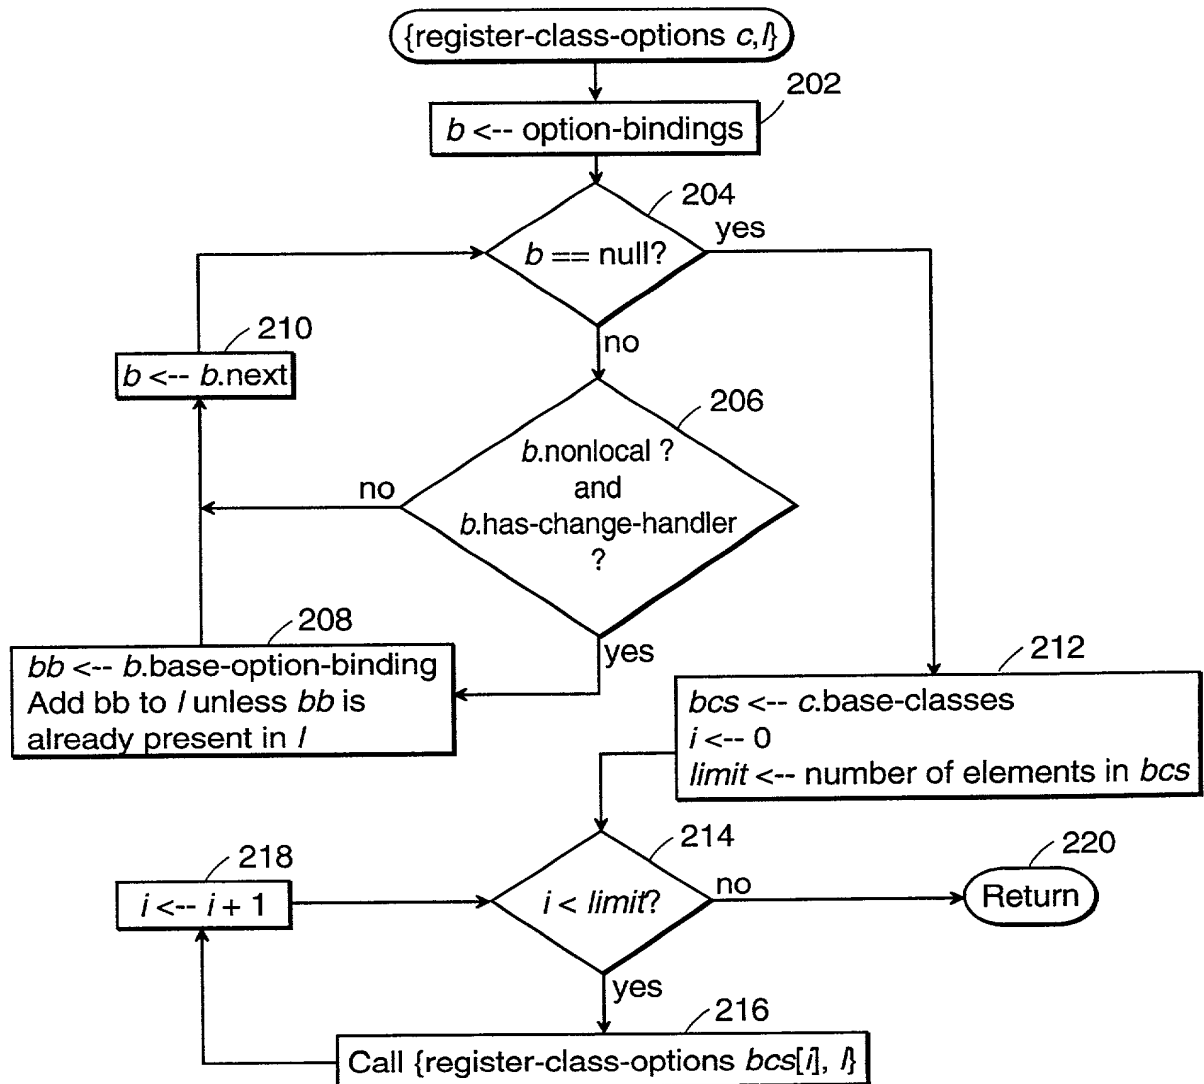 {register-class-options c, l}
202
b <-- option-bindings
204
yes
b == null?
210
no
b <-- b.next
206
b.nonlocal ?
and
no
b.has-change-handler
?
208
yes
212
bb <-- b.base-option-binding
Add bb to l unless bb is
already present in l
bcs <-- c.base-classes
i <-- 0
limit <-- number of elements in bcs
214
218
220
no
i <-- i + 1
i < limit?
Return
yes
216
Call {register-class-options bcs[i], l}